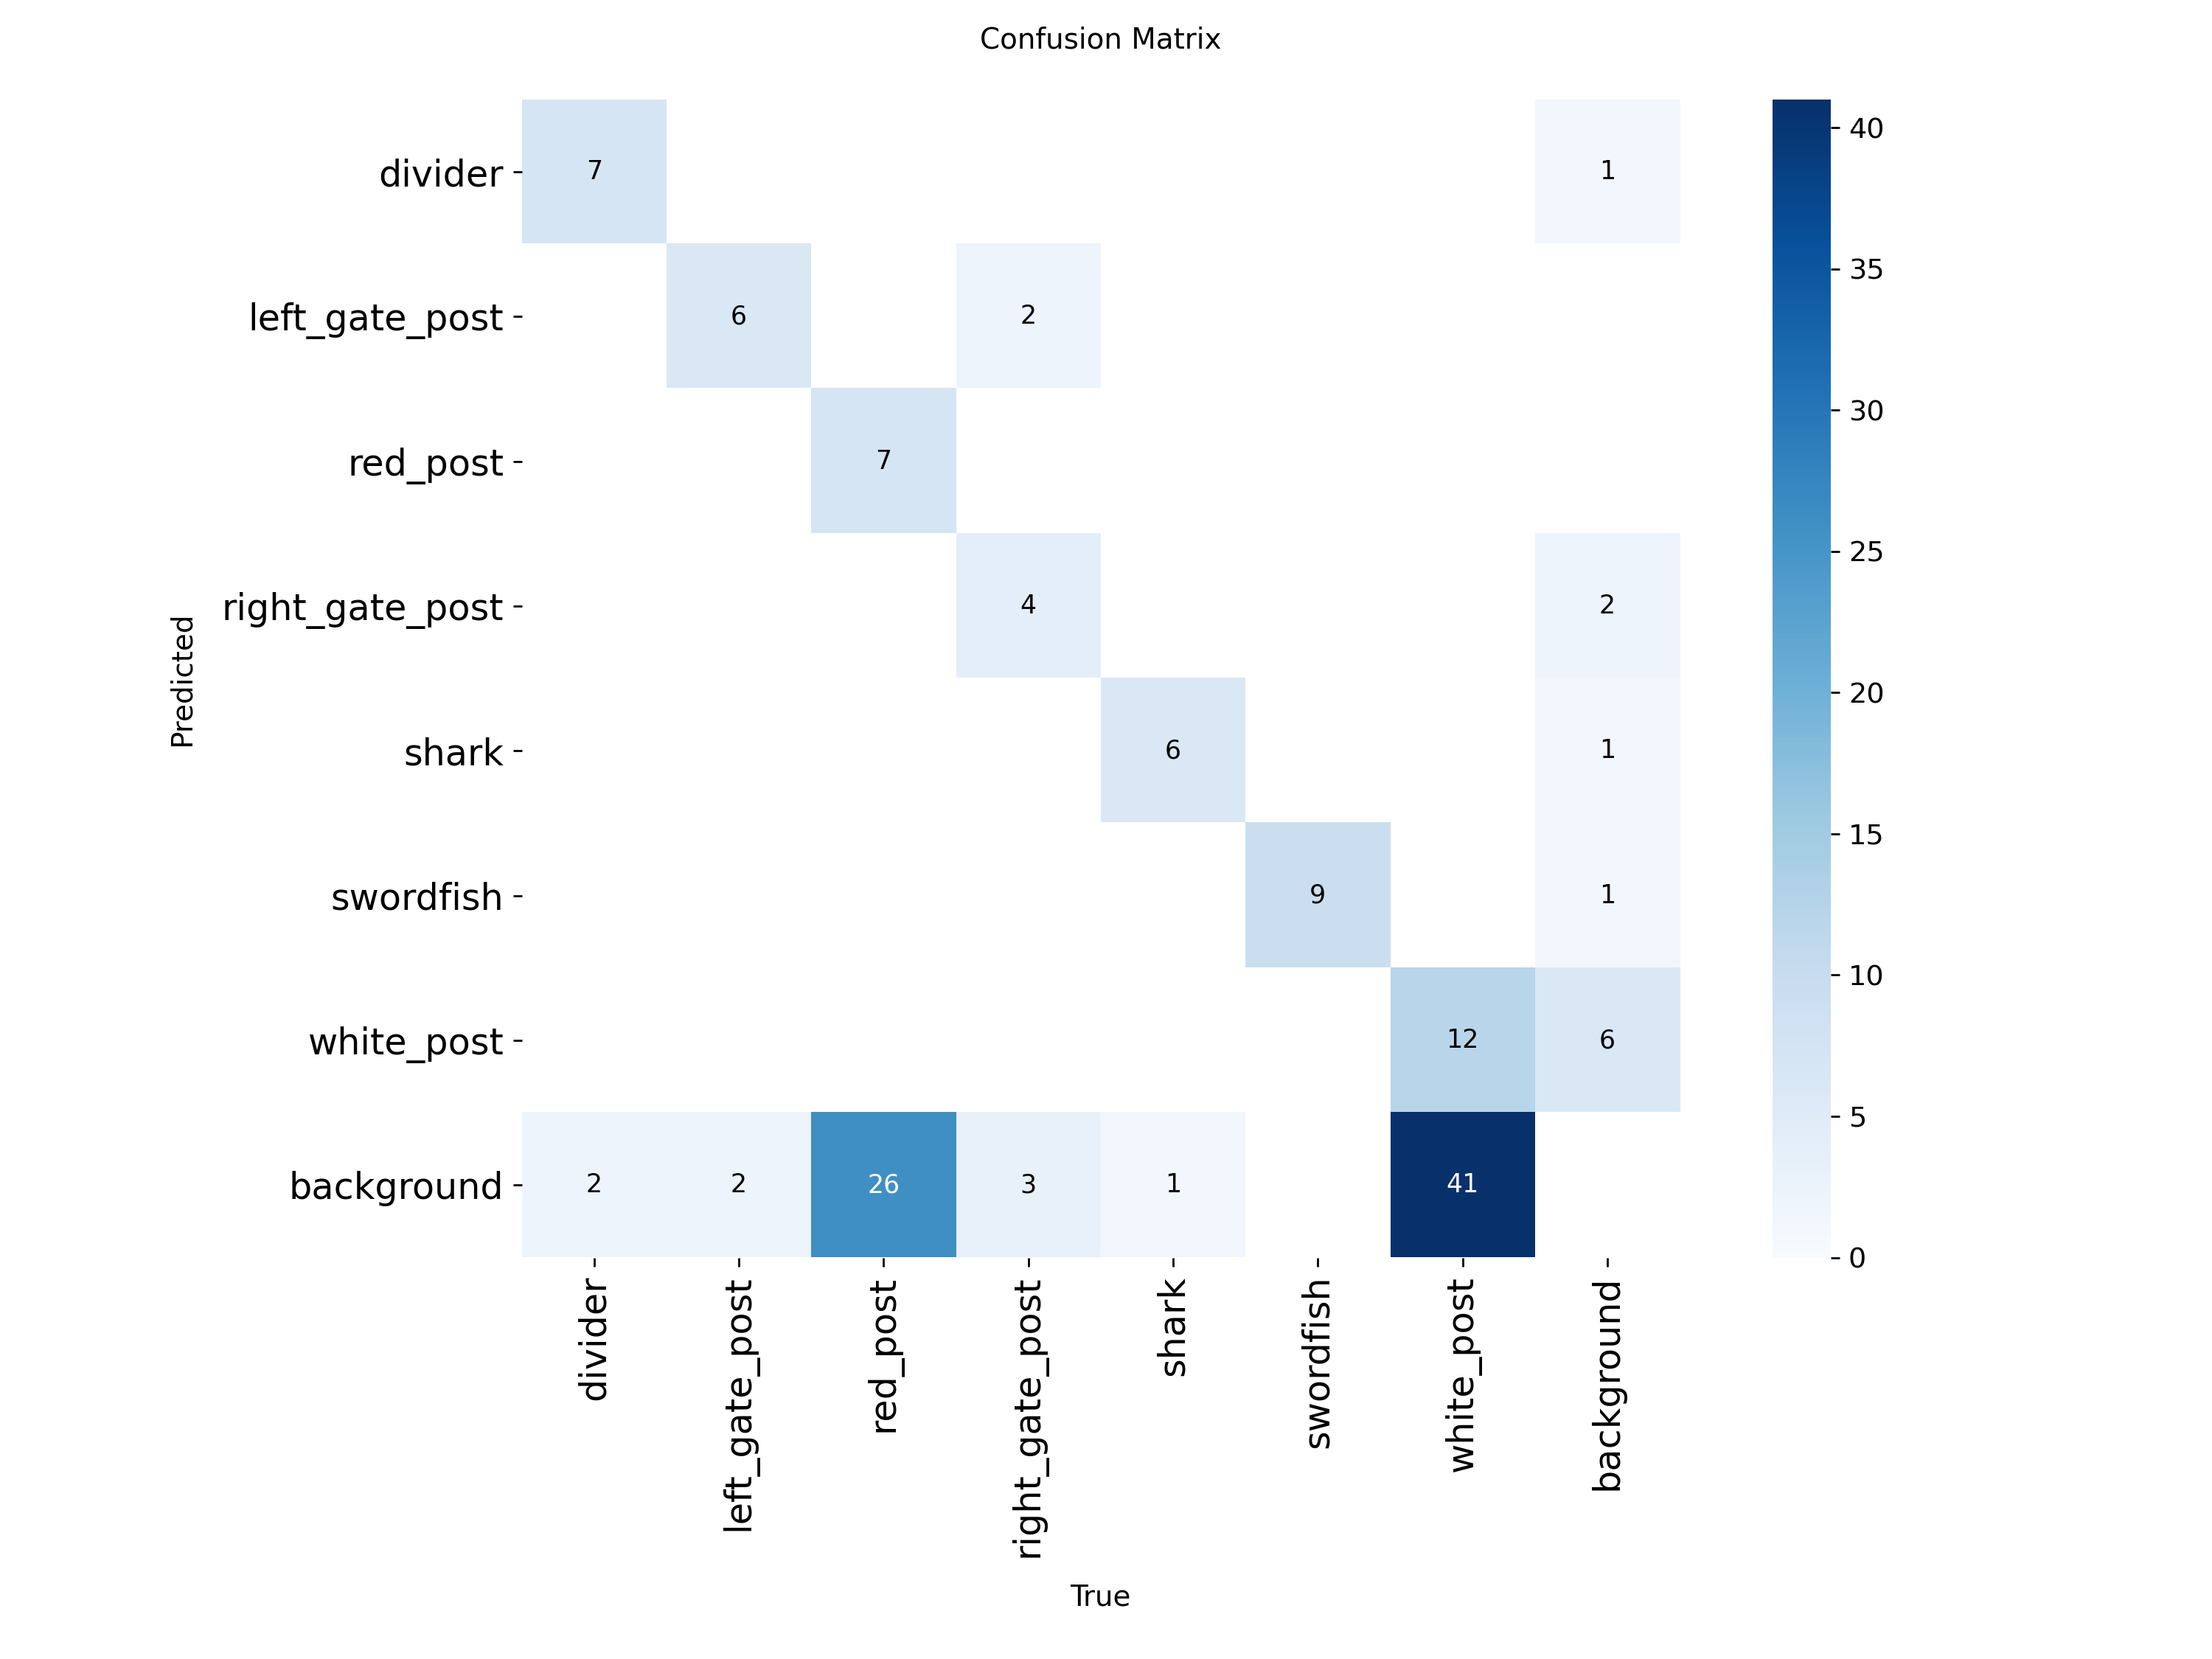 Confusion Matrix
Predicted
divider 7 1
left_gate_post 6 2
red_post 7
right_gate_post 4 2
shark 6 1
swordfish 9 1
white_post 12 6
background 2 2 26 3 1 41
divider left_gate_post red_post right_gate_post shark swordfish white_post background
True
40
35
30
25
20
15
10
5
0